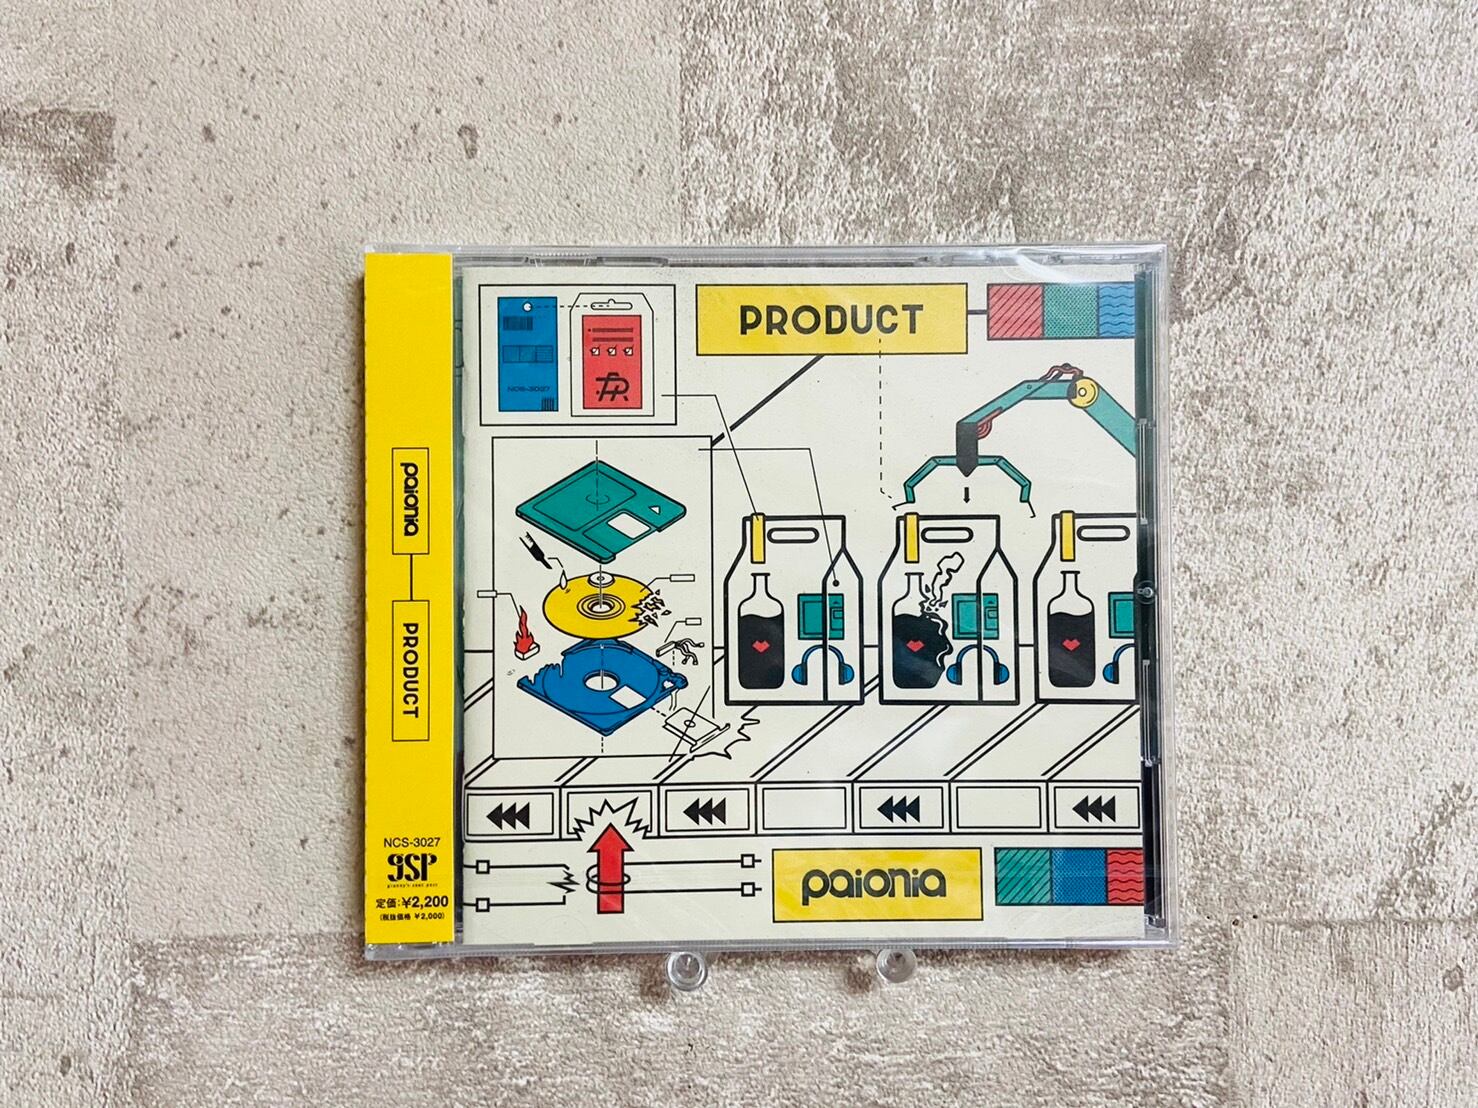 paionia
PRODUCT
NCS-3027
gSP
granny's soar post
定価:¥2,200
(税抜価格 ¥2,000)
NCS-3027
PRODUCT
paionia